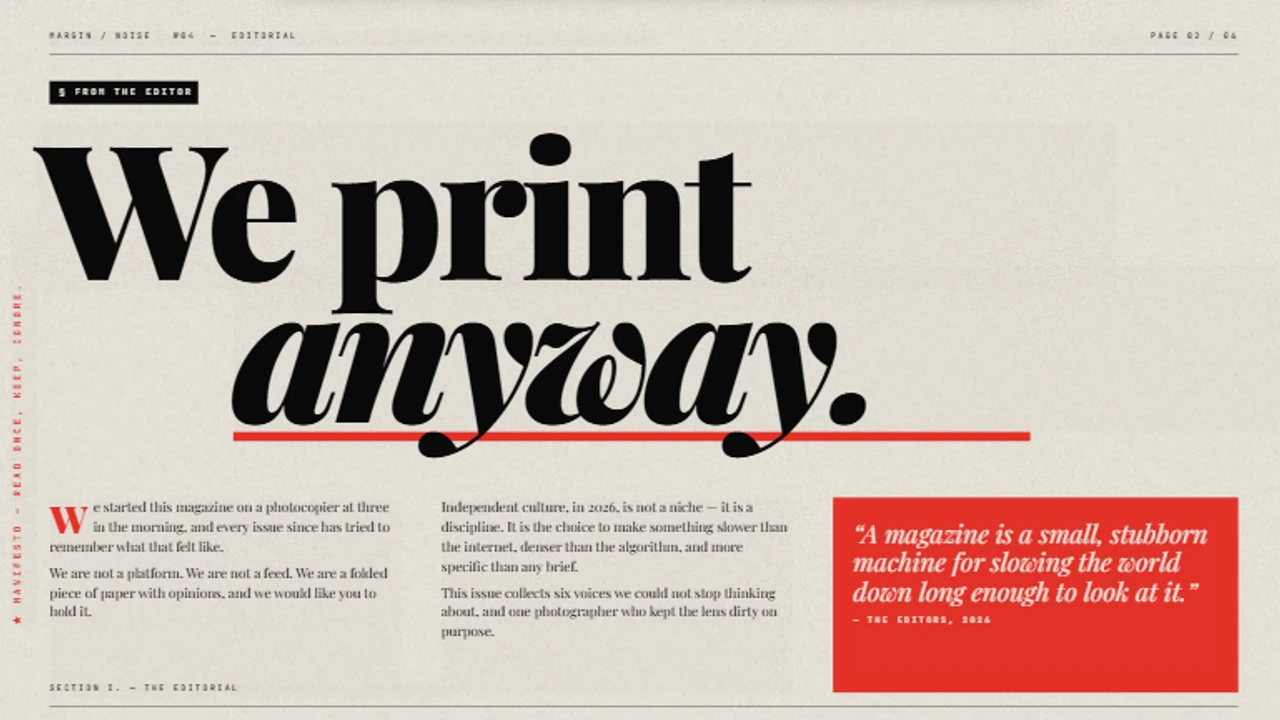 MARGIN / NOISE №04 — EDITORIAL
PAGE 02 / 06
§ FROM THE EDITOR
We print
anyway.
★ MANIFESTO — READ ONCE, KEEP, IGNORE.
We started this magazine on a photocopier at three
in the morning, and every issue since has tried to
remember what that felt like.
We are not a platform. We are not a feed. We are a folded
piece of paper with opinions, and we would like you to
hold it.
Independent culture, in 2026, is not a niche — it is a
discipline. It is the choice to make something slower than
the internet, denser than the algorithm, and more
specific than any brief.
This issue collects six voices we could not stop thinking
about, and one photographer who kept the lens dirty on
purpose.
“A magazine is a small, stubborn
machine for slowing the world
down long enough to look at it.”
— THE EDITORS, 2026
SECTION I. — THE EDITORIAL